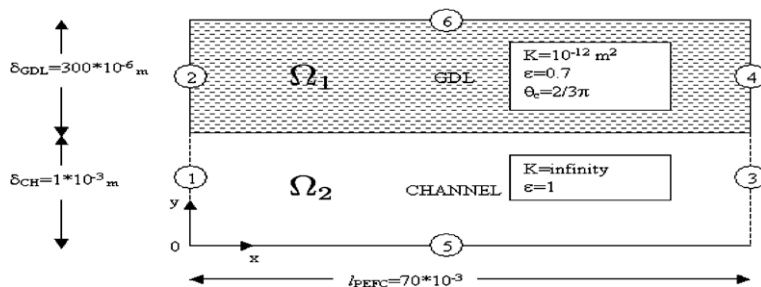 6
δGDL=300*10-6 m
2
Ω1
GDL
K=10-12 m2
ε=0.7
θc=2/3π
4
δCH=1*10-3 m
1
Ω2
CHANNEL
K=infinity
ε=1
3
y
0
x
5
lPEFC=70*10-3